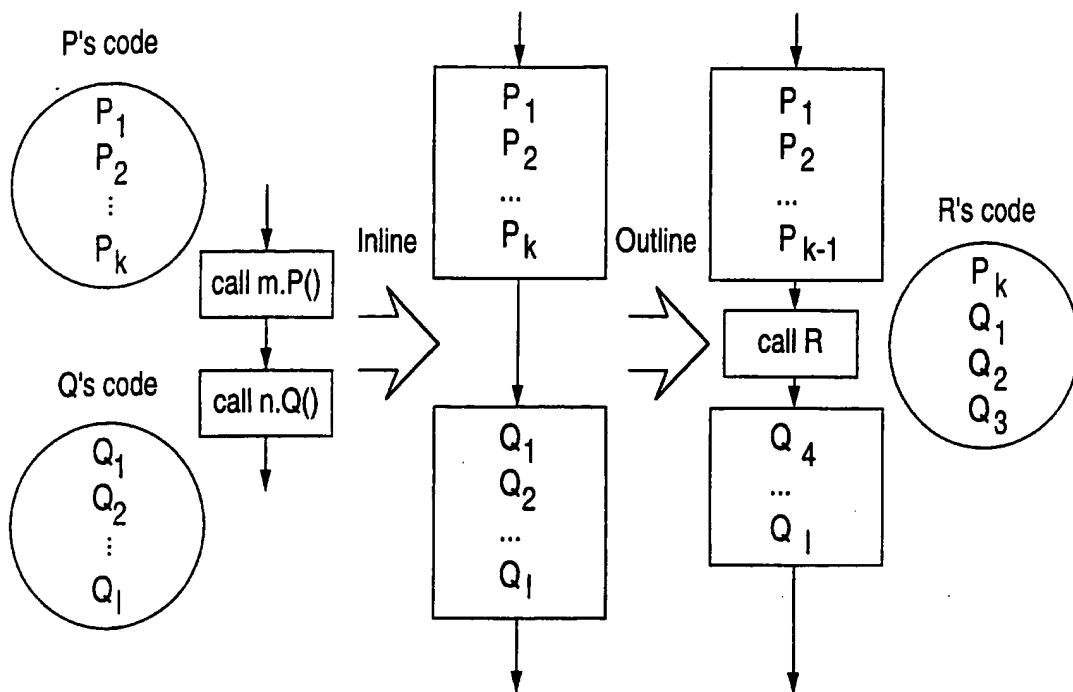 P's code
P1
P2
...
Pk
call m.P()
call n.Q()
Q's code
Q1
Q2
...
Ql
Inline
P1
P2
...
Pk
Q1
Q2
...
Ql
Outline
P1
P2
...
Pk-1
call R
Q4
...
Ql
R's code
Pk
Q1
Q2
Q3